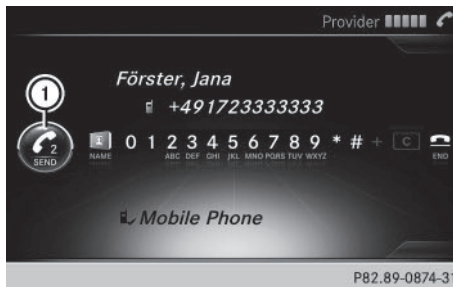 Provider
1
Förster, Jana
+491723333333
2
SEND
NAME
0 1 2 3 4 5 6 7 8 9 * # + C
ABC DEF GHI JKL MNO PQRS TUV WXYZ
END
Mobile Phone
P82.89-0874-31